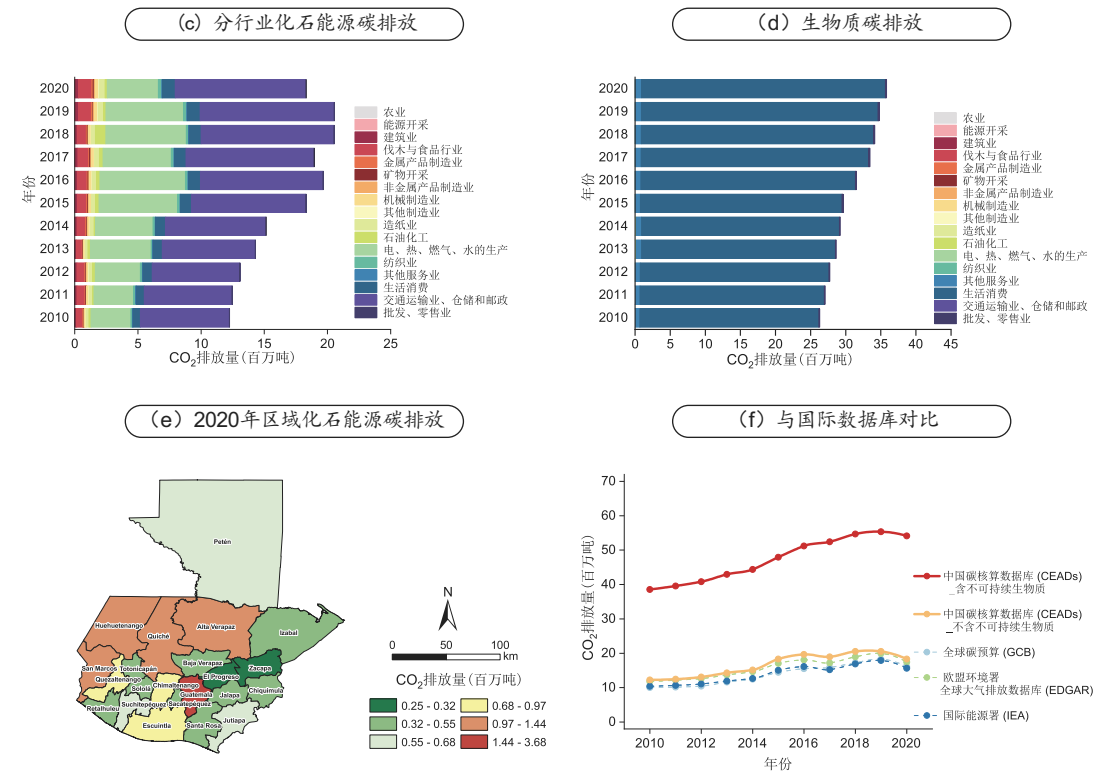 (c) 分行业化石能源碳排放
2020
2019
2018
2017
2016
2015
2014
2013
2012
2011
2010
年份
0 5 10 15 20 25
CO₂排放量(百万吨)
农业
能源开采
建筑业
伐木与食品行业
金属产品制造业
矿物开采
非金属产品制造业
机械制造业
其他制造业
造纸业
石油化工
电、热、燃气、水的生产
纺织业
其他服务业
生活消费
交通运输业、仓储和邮政
批发、零售业
(d) 生物质碳排放
2020
2019
2018
2017
2016
2015
2014
2013
2012
2011
2010
年份
0 5 10 15 20 25 30 35 40 45
CO₂排放量(百万吨)
农业
能源开采
建筑业
伐木与食品行业
金属产品制造业
矿物开采
非金属产品制造业
机械制造业
其他制造业
造纸业
石油化工
电、热、燃气、水的生产
纺织业
其他服务业
生活消费
交通运输业、仓储和邮政
批发、零售业
(e) 2020年区域化石能源碳排放
Petén
Huehuetenango
Quiché
Alta Verapaz
Izabal
San Marcos
Totonicapán
Baja Verapaz
Zacapa
Quezaltenango
El Progreso
Sololá
Chimaltenango
Guatemala
Jalapa
Chiquimula
Retalhuleu
Suchitepéquez
Sacatepéquez
Escuintla
Santa Rosa
Jutiapa
N
0 50 100
km
CO₂排放量(百万吨)
0.25 - 0.32
0.68 - 0.97
0.32 - 0.55
0.97 - 1.44
0.55 - 0.68
1.44 - 3.68
(f) 与国际数据库对比
70
60
50
40
30
20
10
0
CO₂排放量(百万吨)
2010 2012 2014 2016 2018 2020
年份
中国碳核算数据库 (CEADs)
_含不可持续生物质
中国碳核算数据库 (CEADs)
_不含不可持续生物质
全球碳预算 (GCB)
欧盟环境署
全球大气排放数据库 (EDGAR)
国际能源署 (IEA)